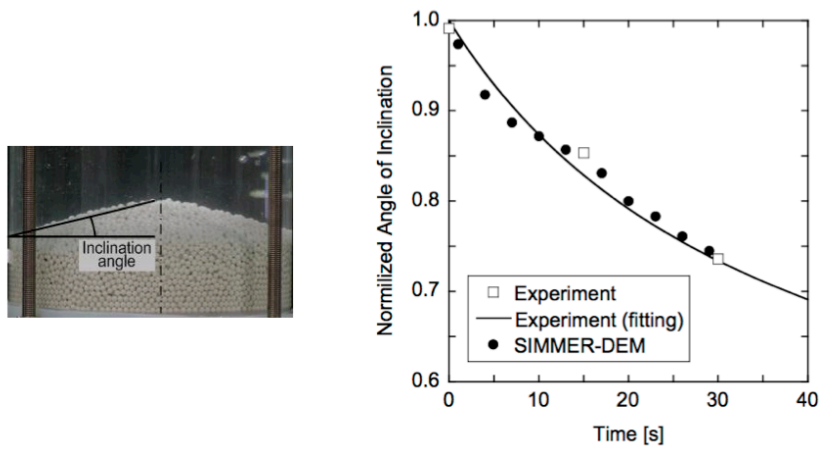 Inclination
angle
Normilized Angle of Inclination
1.0
0.9
0.8
0.7
0.6
Experiment
Experiment (fitting)
SIMMER-DEM
0 10 20 30 40
Time [s]